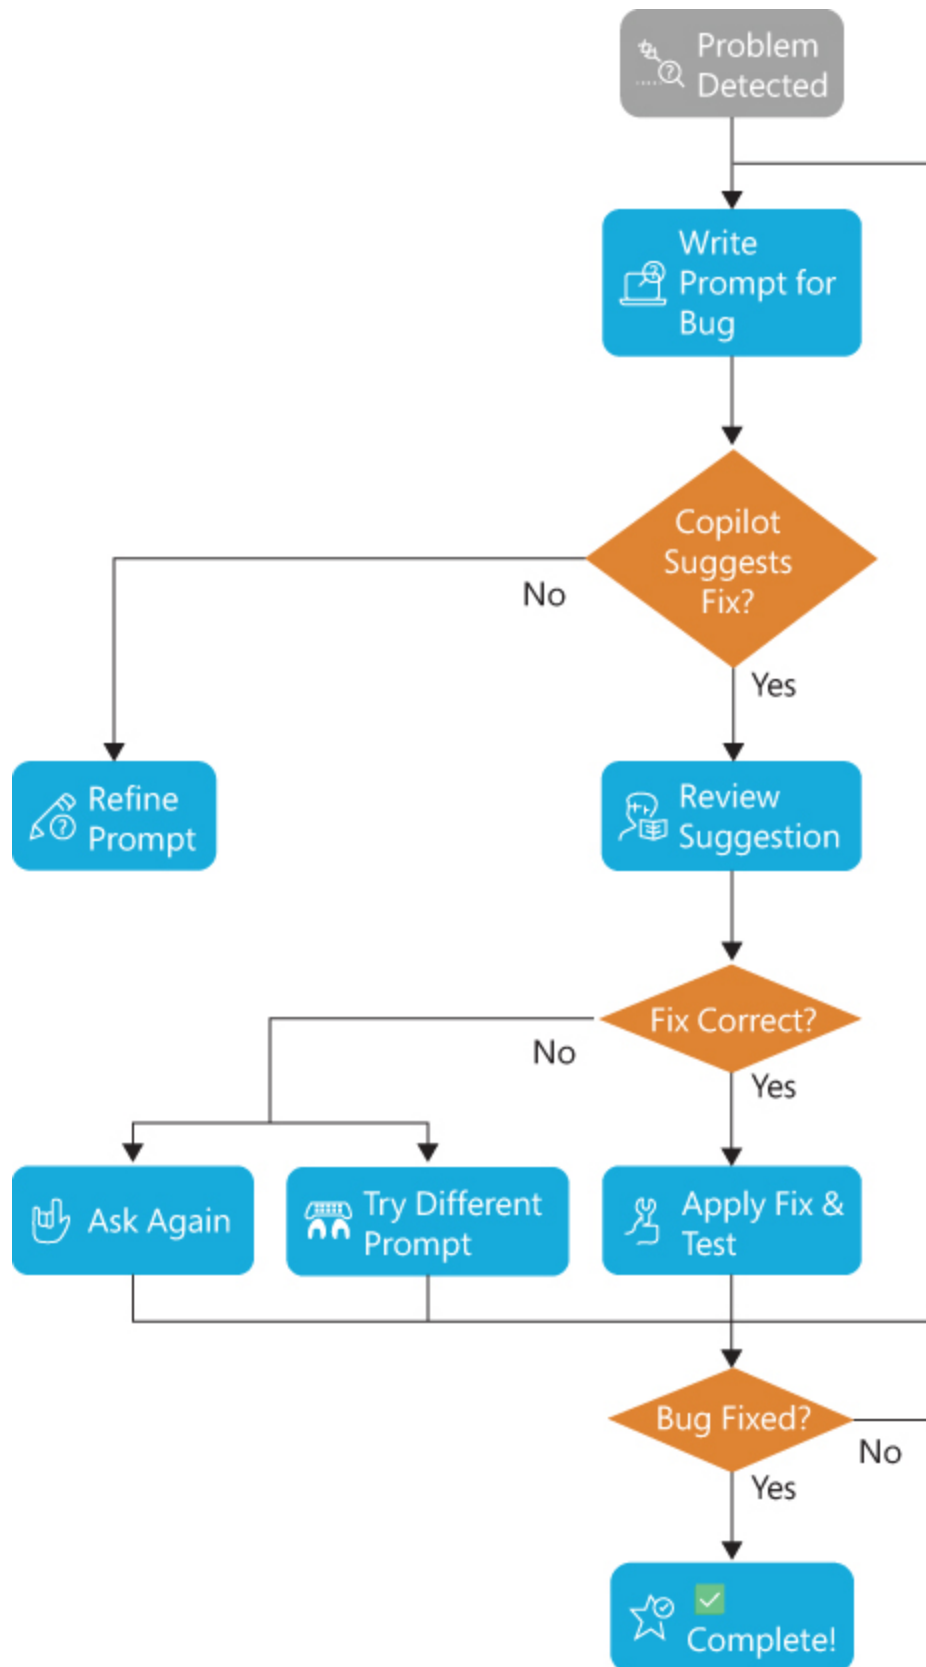 Problem
Detected
Write
Prompt for
Bug
Copilot
Suggests
Fix?
No
Yes
Refine
Prompt
Review
Suggestion
Fix Correct?
No
Yes
Ask Again
Try Different
Prompt
Apply Fix &
Test
Bug Fixed?
No
Yes
Complete!